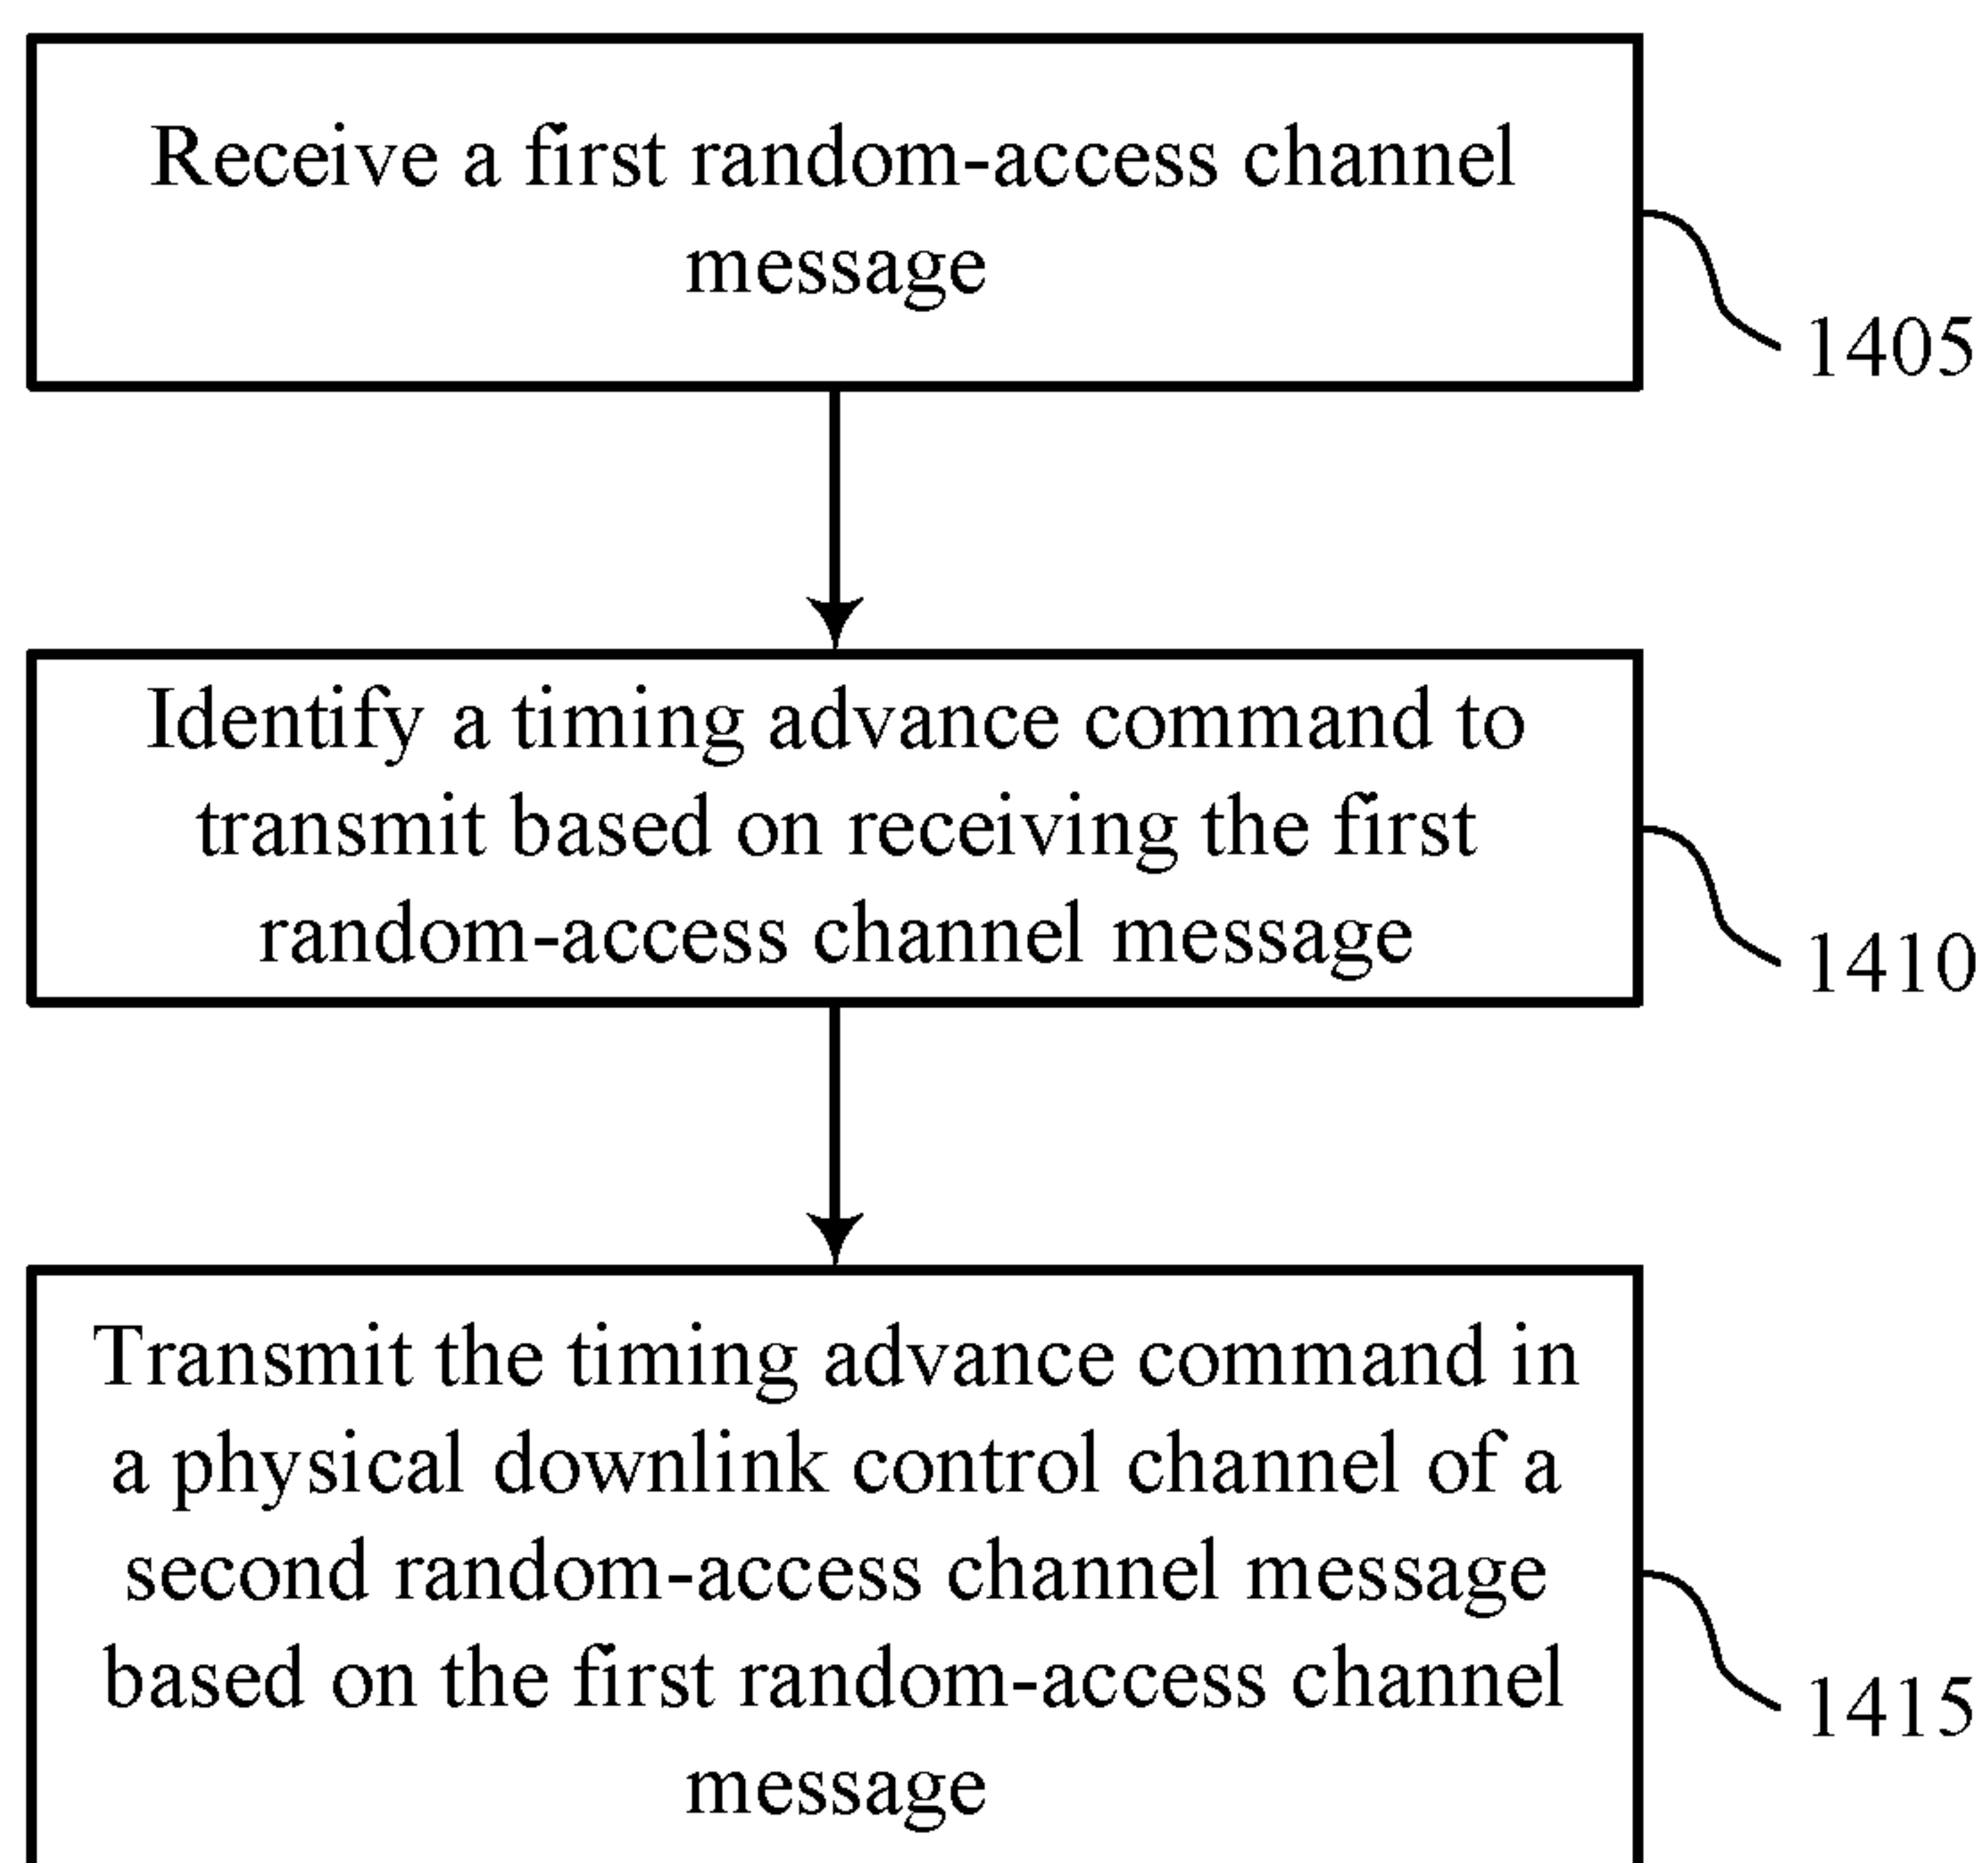 Receive a first random-access channel
message
1405
Identify a timing advance command to
transmit based on receiving the first
random-access channel message
1410
Transmit the timing advance command in
a physical downlink control channel of a
second random-access channel message
based on the first random-access channel
message
1415